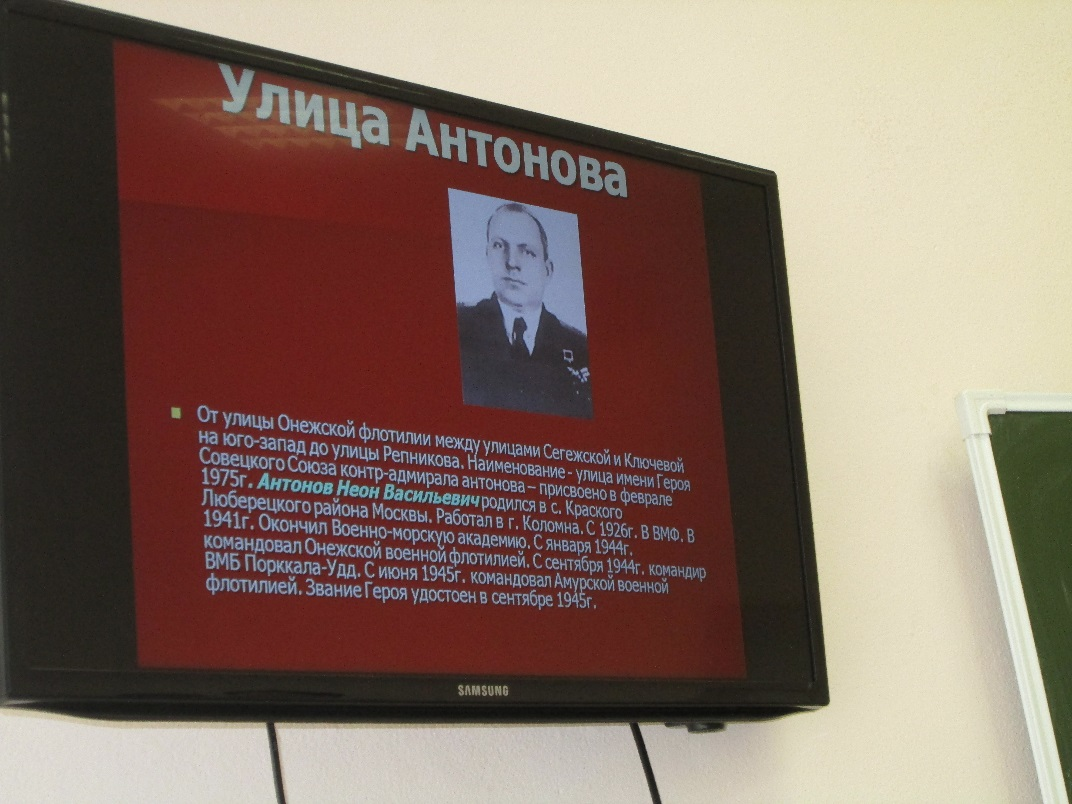 Улица Антонова
От улицы Онежской флотилии между улицами Сегежской и Ключевой
на юго-запад до улицы Репникова. Наименование - улица имени Героя
Совецкого Союза контр-адмирала антонова – присвоено в феврале
1975г. Антонов Неон Васильевич родился в с. Краского
Люберецкого района Москвы. Работал в г. Коломна. С 1926г. В ВМФ. В
1941г. Окончил Военно-морскую академию. С января 1944г.
командовал Онежской военной флотилией. С сентября 1944г. командир
ВМБ Порккала-Удд. С июня 1945г. командовал Амурской военной
флотилией. Звание Героя удостоен в сентябре 1945г.
SAMSUNG